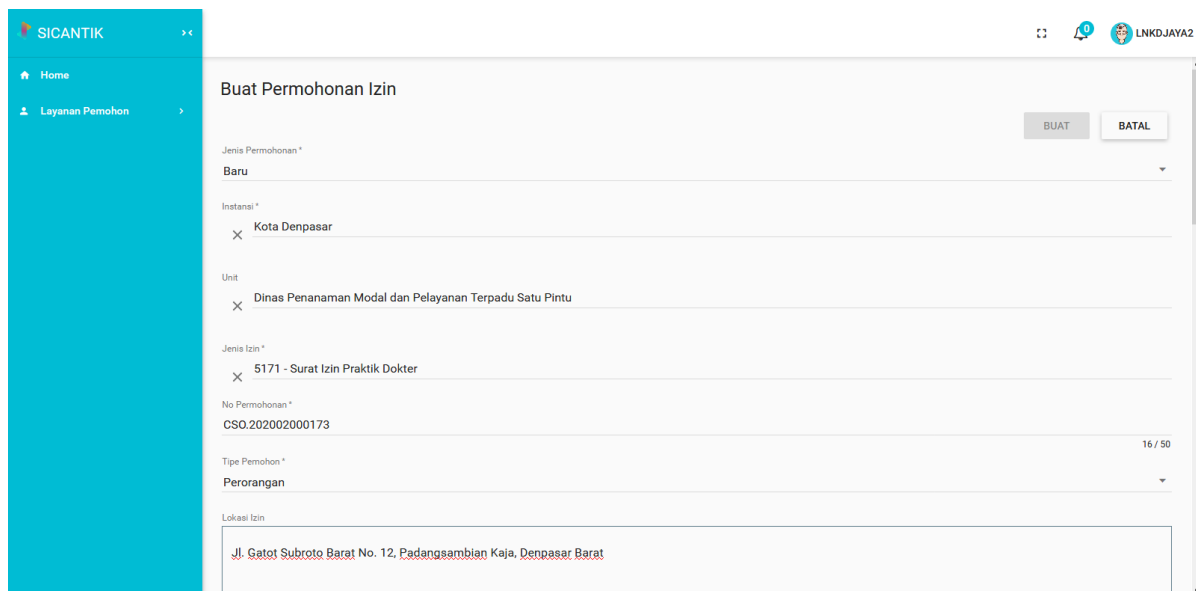 SICANTIK
0
LNKDJAYA2
Home
Layanan Pemohon
Buat Permohonan Izin
BUAT
BATAL
Jenis Permohonan *
Baru
Instansi *
Kota Denpasar
Unit
Dinas Penanaman Modal dan Pelayanan Terpadu Satu Pintu
Jenis Izin *
5171 - Surat Izin Praktik Dokter
No Permohonan *
CSO.202002000173
16 / 50
Tipe Pemohon *
Perorangan
Lokasi Izin
Jl. Gatot Subroto Barat No. 12, Padangsambian Kaja, Denpasar Barat